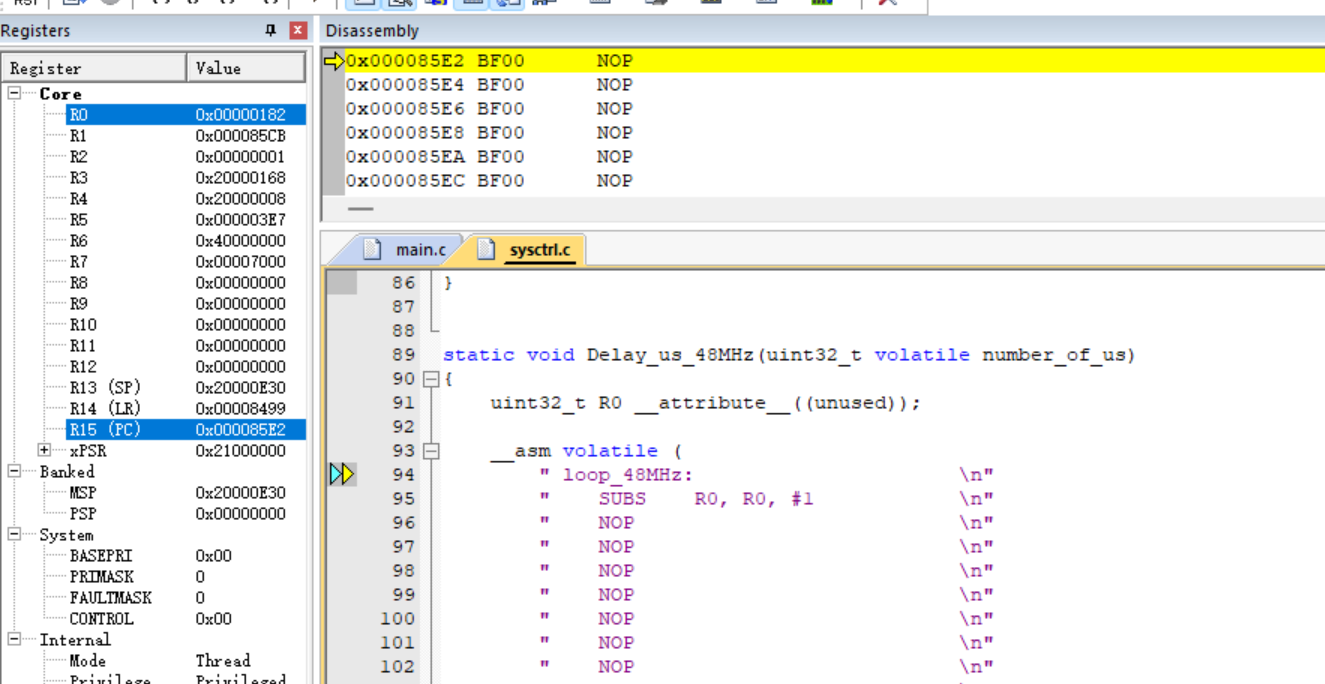 RST
Registers
Register Value
Core
R0 0x00000182
R1 0x000085CB
R2 0x00000001
R3 0x20000168
R4 0x20000008
R5 0x000003E7
R6 0x40000000
R7 0x00007000
R8 0x00000000
R9 0x00000000
R10 0x00000000
R11 0x00000000
R12 0x00000000
R13 (SP) 0x20000E30
R14 (LR) 0x00008499
R15 (PC) 0x000085E2
xPSR 0x21000000
Banked
MSP 0x20000E30
PSP 0x00000000
System
BASEPRI 0x00
PRIMASK 0
FAULTMASK 0
CONTROL 0x00
Internal
Mode Thread
Privilege Privileged
Disassembly
0x000085E2 BF00 NOP
0x000085E4 BF00 NOP
0x000085E6 BF00 NOP
0x000085E8 BF00 NOP
0x000085EA BF00 NOP
0x000085EC BF00 NOP
main.c sysctrl.c
86 }
87
88
89 static void Delay_us_48MHz(uint32_t volatile number_of_us)
90 {
91 uint32_t R0 __attribute__((unused));
92
93 __asm volatile (
94 " loop_48MHz: \n"
95 " SUBS R0, R0, #1 \n"
96 " NOP \n"
97 " NOP \n"
98 " NOP \n"
99 " NOP \n"
100 " NOP \n"
101 " NOP \n"
102 " NOP \n"